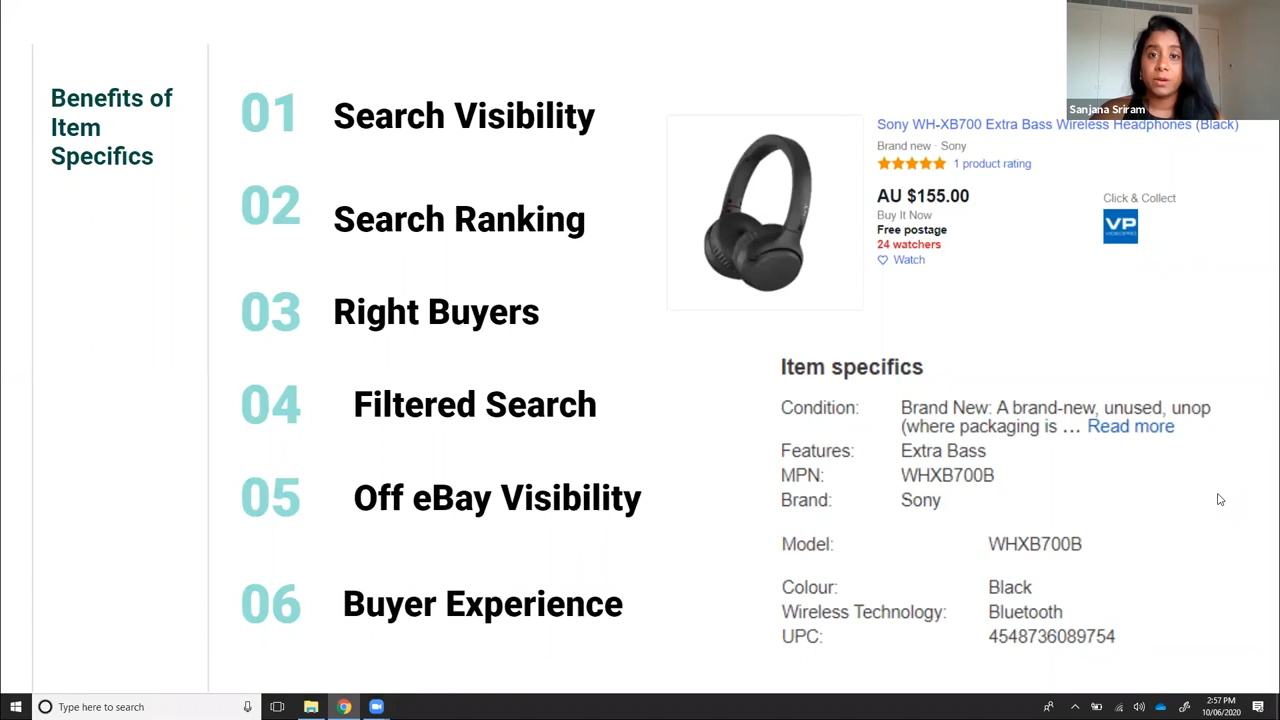 Benefits of
Item
Specifics
01 Search Visibility
02 Search Ranking
03 Right Buyers
04 Filtered Search
05 Off eBay Visibility
06 Buyer Experience
Sanjana Sriram
Sony WH-XB700 Extra Bass Wireless Headphones (Black)
Brand new · Sony
1 product rating
AU $155.00
Buy It Now
Free postage
24 watchers
Watch
Click & Collect
VP
VIDEOPRO
Item specifics
Condition: Brand New: A brand-new, unused, unop
(where packaging is ... Read more
Features: Extra Bass
MPN: WHXB700B
Brand: Sony
Model: WHXB700B
Colour: Black
Wireless Technology: Bluetooth
UPC: 4548736089754
Type here to search
2:57 PM
10/06/2020